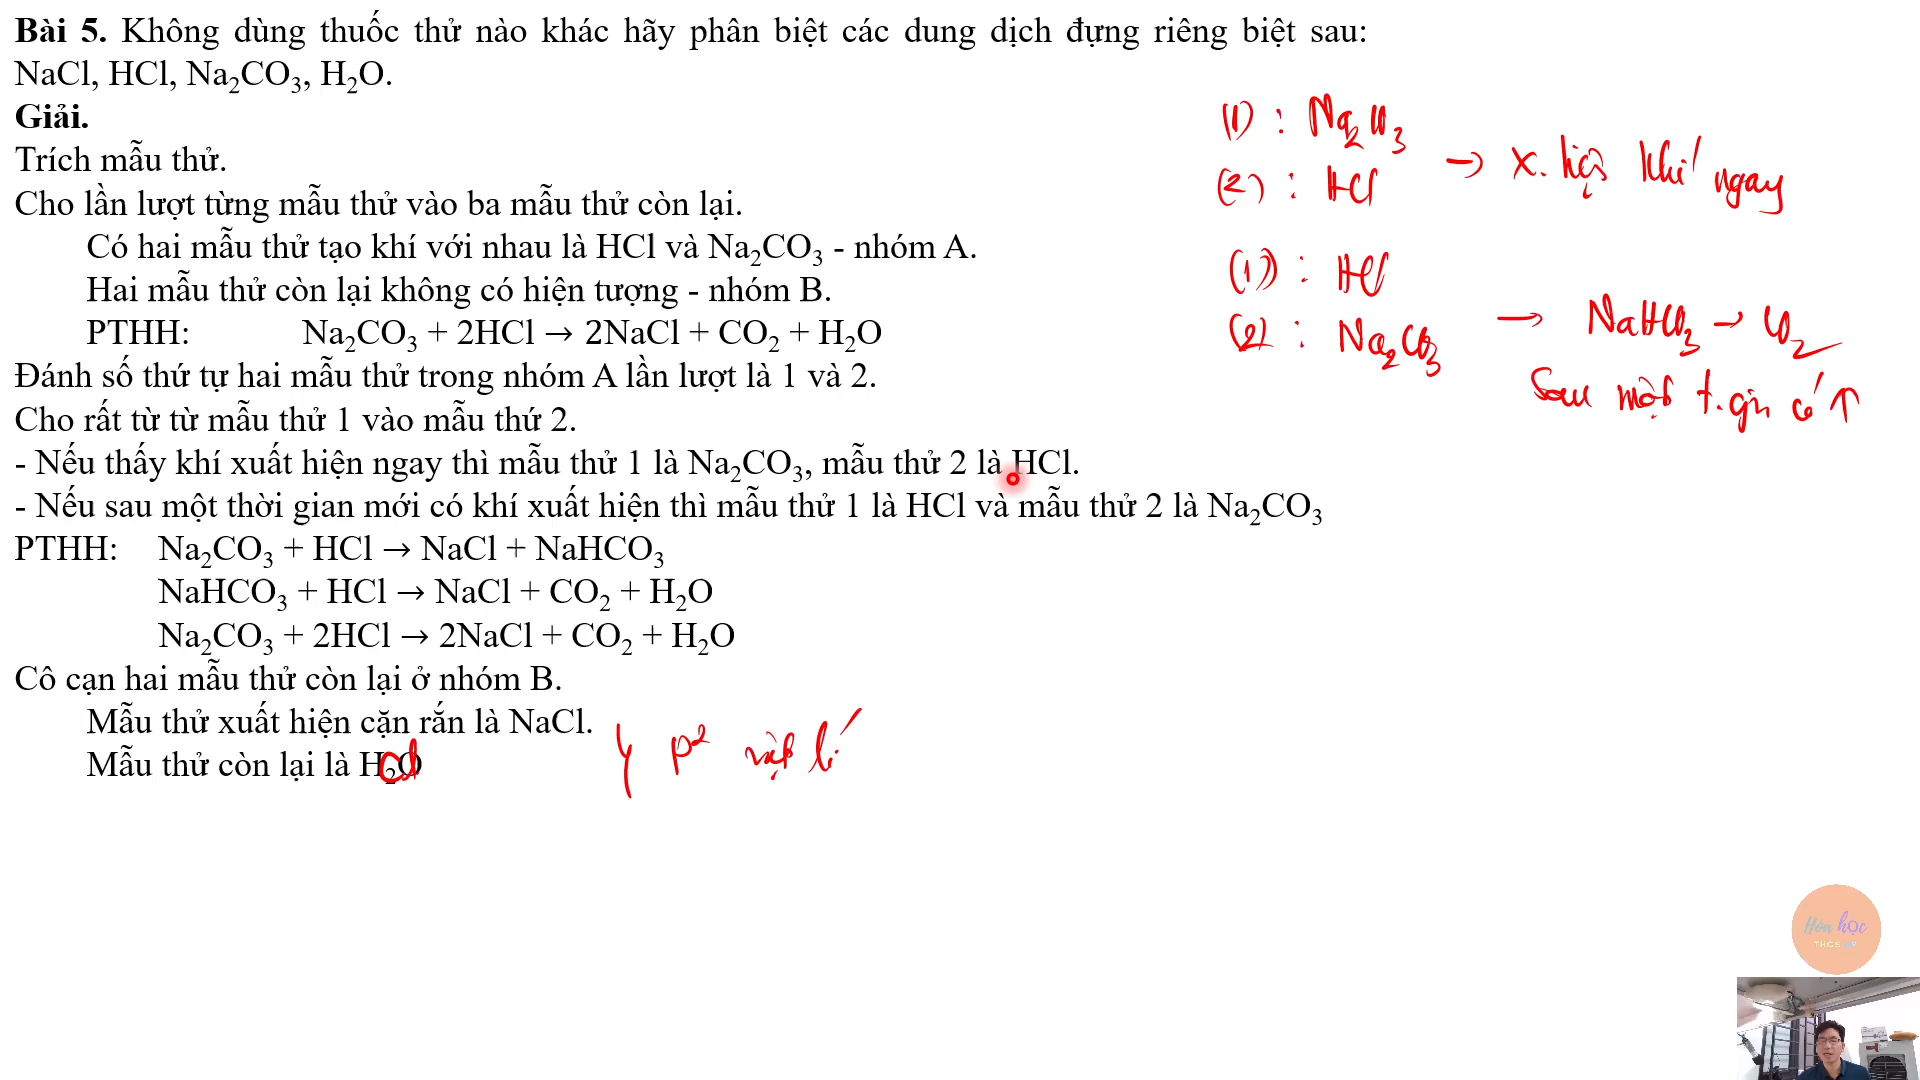 Bài 5. Không dùng thuốc thử nào khác hãy phân biệt các dung dịch đựng riêng biệt sau:
NaCl, HCl, Na₂CO₃, H₂O.
Giải.
Trích mẫu thử.
Cho lần lượt từng mẫu thử vào ba mẫu thử còn lại.
Có hai mẫu thử tạo khí với nhau là HCl và Na₂CO₃ - nhóm A.
Hai mẫu thử còn lại không có hiện tượng - nhóm B.
PTHH: Na₂CO₃ + 2HCl → 2NaCl + CO₂ + H₂O
Đánh số thứ tự hai mẫu thử trong nhóm A lần lượt là 1 và 2.
Cho rất từ từ mẫu thử 1 vào mẫu thứ 2.
- Nếu thấy khí xuất hiện ngay thì mẫu thử 1 là Na₂CO₃, mẫu thử 2 là HCl.
- Nếu sau một thời gian mới có khí xuất hiện thì mẫu thử 1 là HCl và mẫu thử 2 là Na₂CO₃
PTHH: Na₂CO₃ + HCl → NaCl + NaHCO₃
NaHCO₃ + HCl → NaCl + CO₂ + H₂O
Na₂CO₃ + 2HCl → 2NaCl + CO₂ + H₂O
Cô cạn hai mẫu thử còn lại ở nhóm B.
Mẫu thử xuất hiện cặn rắn là NaCl.
Mẫu thử còn lại là H₂O
(1) : Na₂CO₃
(2) : HCl → x. hiện khí ngay
(1) : HCl
(2) : Na₂CO₃ → NaHCO₃ → CO₂
Sau một t.gin có ↑
p² vật lí
Hóa học
THCS